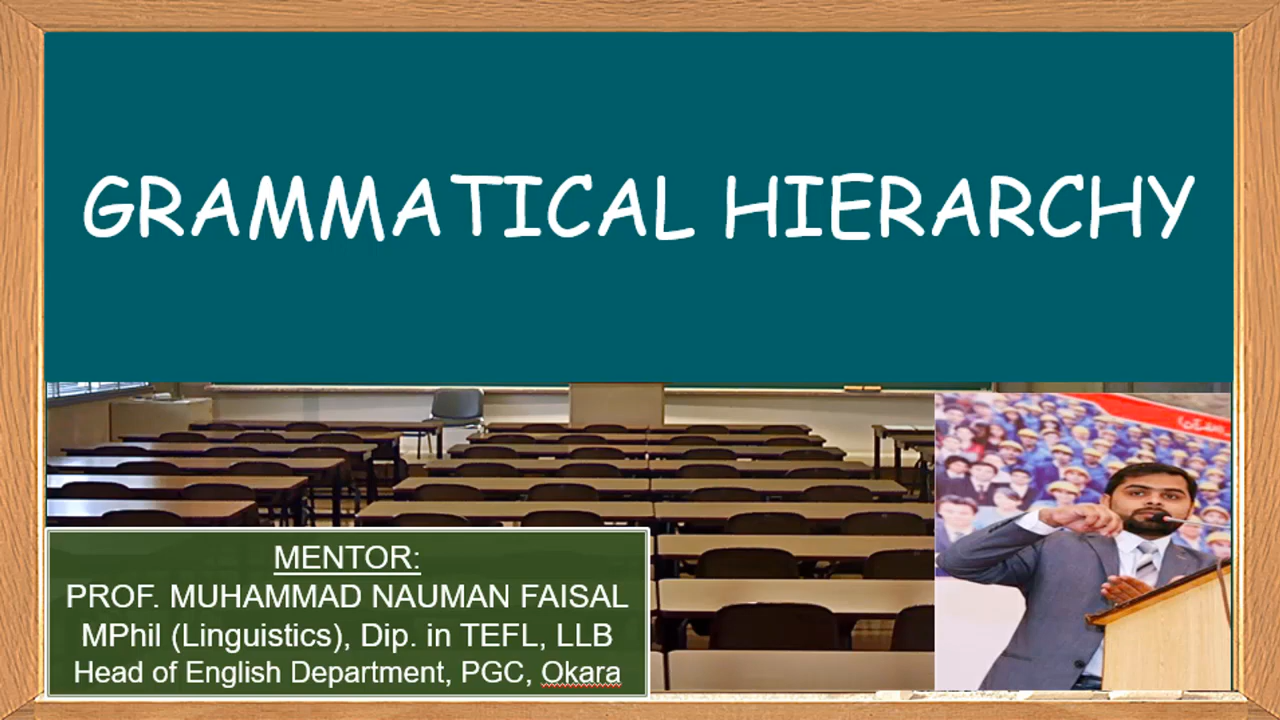 GRAMMATICAL HIERARCHY
MENTOR:
PROF. MUHAMMAD NAUMAN FAISAL
MPhil (Linguistics), Dip. in TEFL, LLB
Head of English Department, PGC, Okara